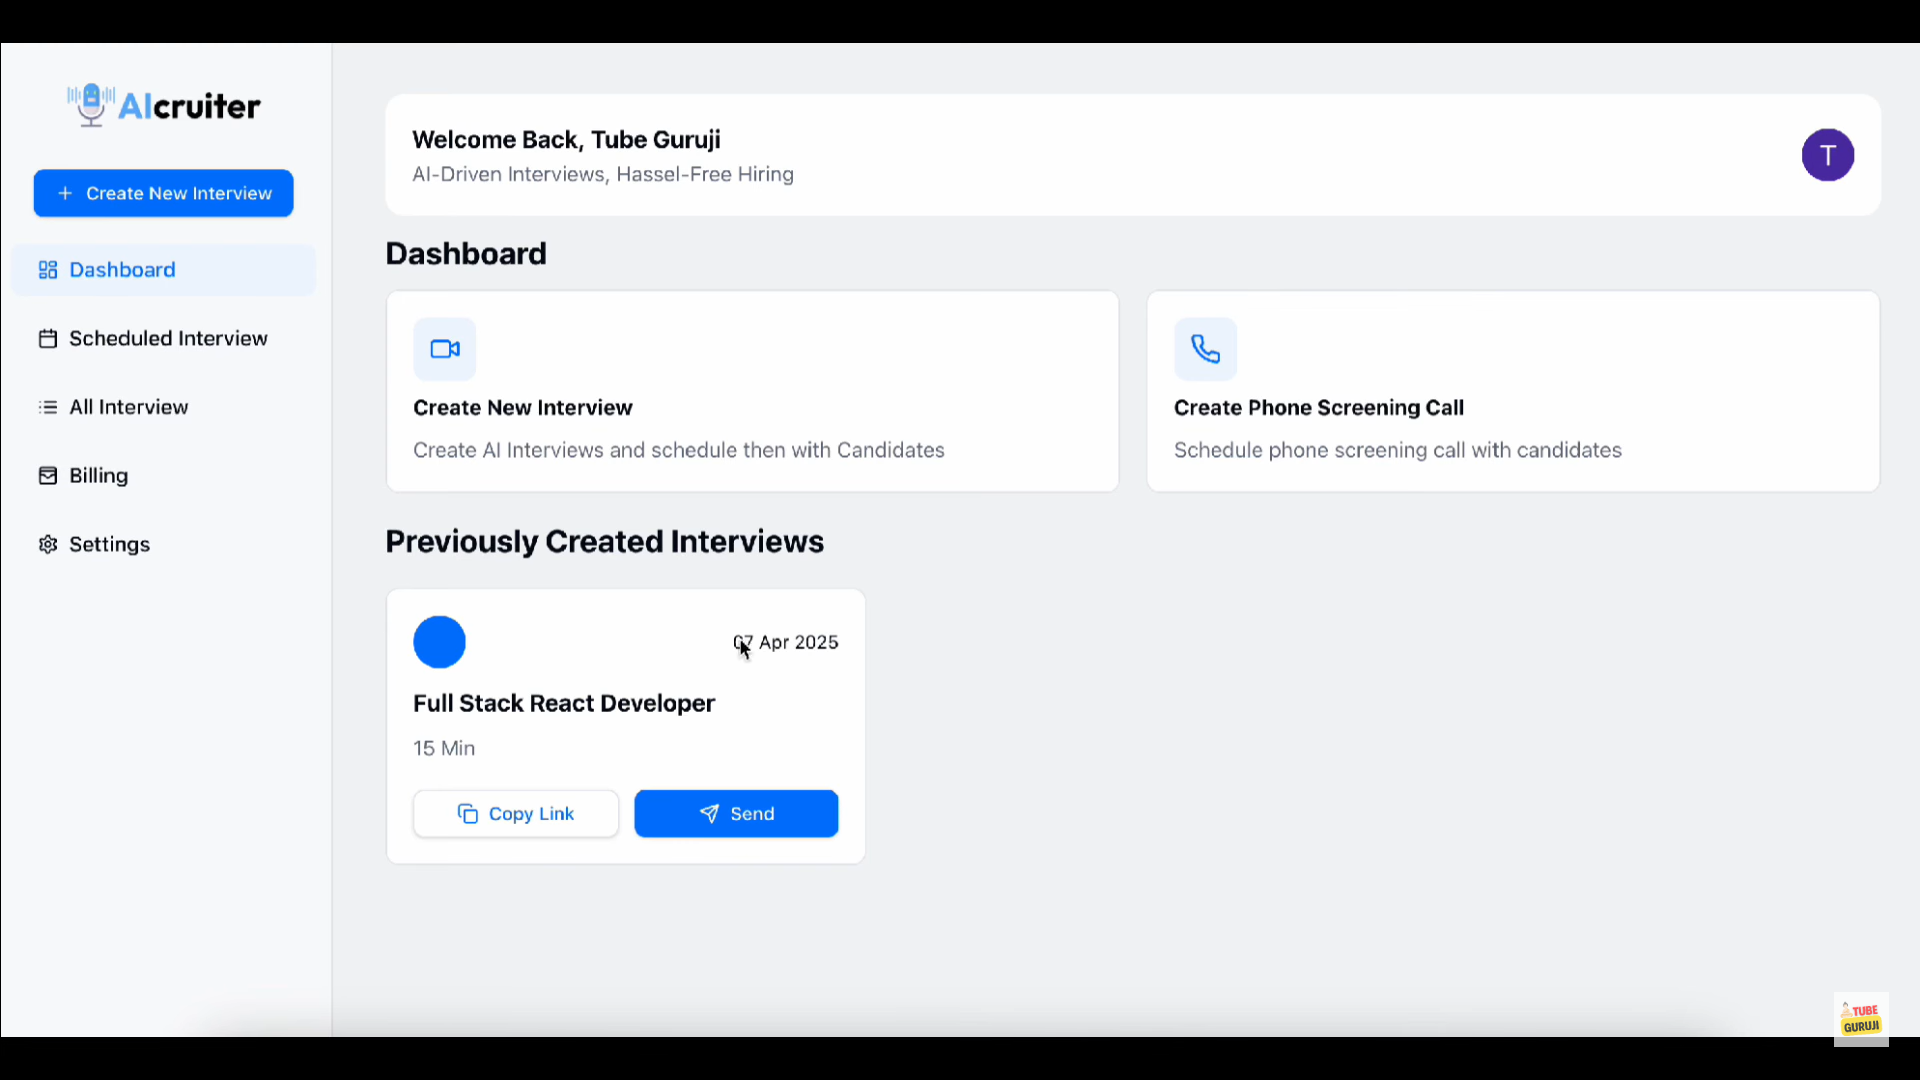 AIcruiter
+ Create New Interview
Dashboard
Scheduled Interview
All Interview
Billing
Settings
Welcome Back, Tube Guruji
AI-Driven Interviews, Hassel-Free Hiring
T
Dashboard
Create New Interview
Create AI Interviews and schedule then with Candidates
Create Phone Screening Call
Schedule phone screening call with candidates
Previously Created Interviews
07 Apr 2025
Full Stack React Developer
15 Min
Copy Link
Send
TUBE
GURUJI